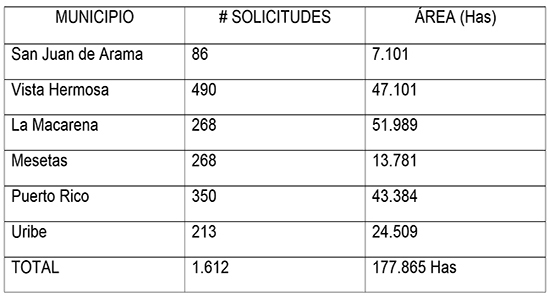 MUNICIPIO # SOLICITUDES ÁREA (Has)
San Juan de Arama 86 7.101
Vista Hermosa 490 47.101
La Macarena 268 51.989
Mesetas 268 13.781
Puerto Rico 350 43.384
Uribe 213 24.509
TOTAL 1.612 177.865 Has